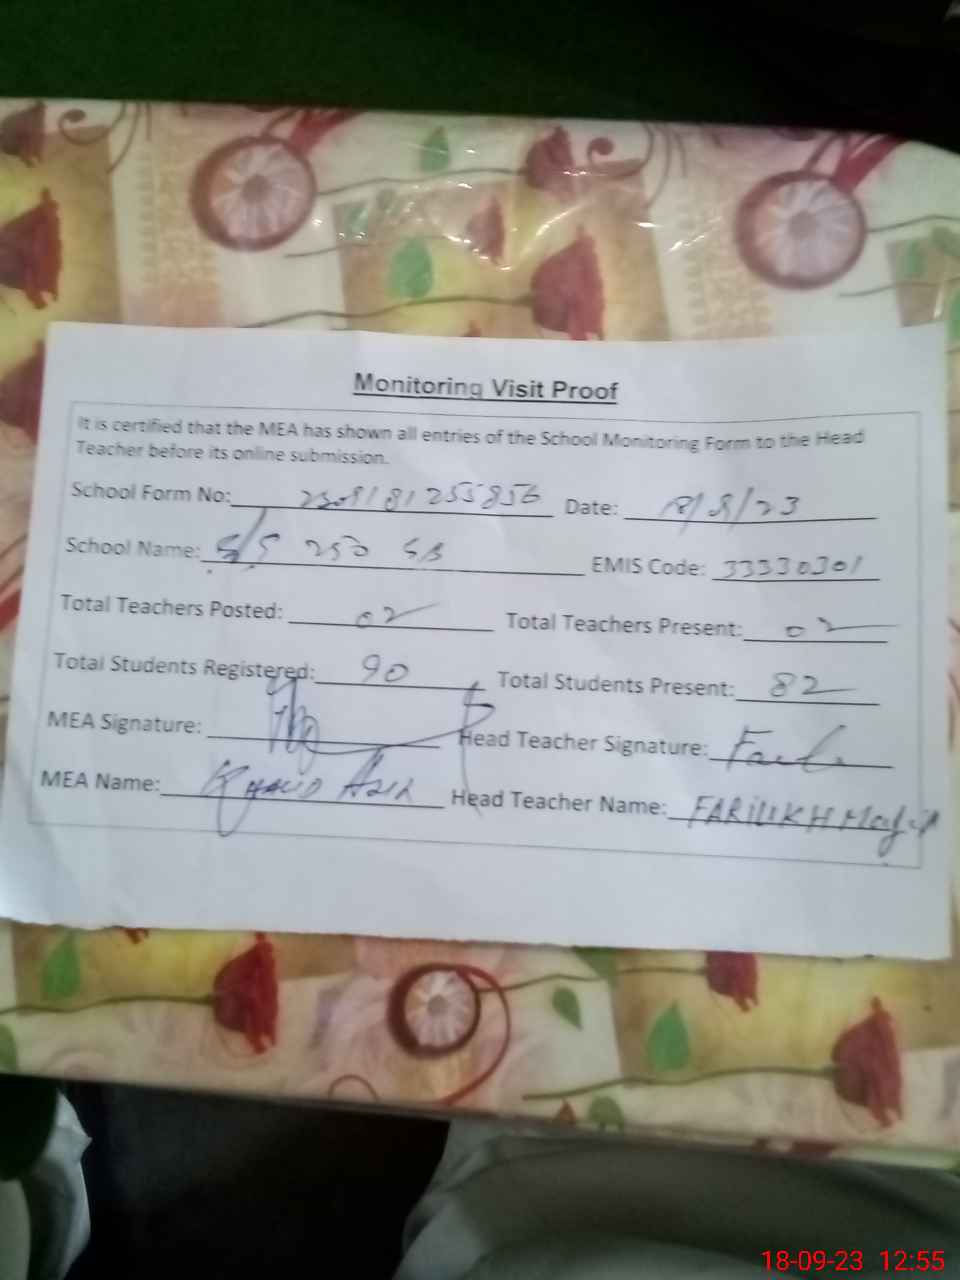 Monitoring Visit Proof
It is certified that the MEA has shown all entries of the School Monitoring Form to the Head
Teacher before its online submission.
School Form No: Date: /23
School Name: EMIS Code: 33330301
Total Teachers Posted: 02 Total Teachers Present: 02
Total Students Registered: 90 Total Students Present: 82
MEA Signature: Head Teacher Signature:
MEA Name: Head Teacher Name: FARRUKH
18-09-23 12:55